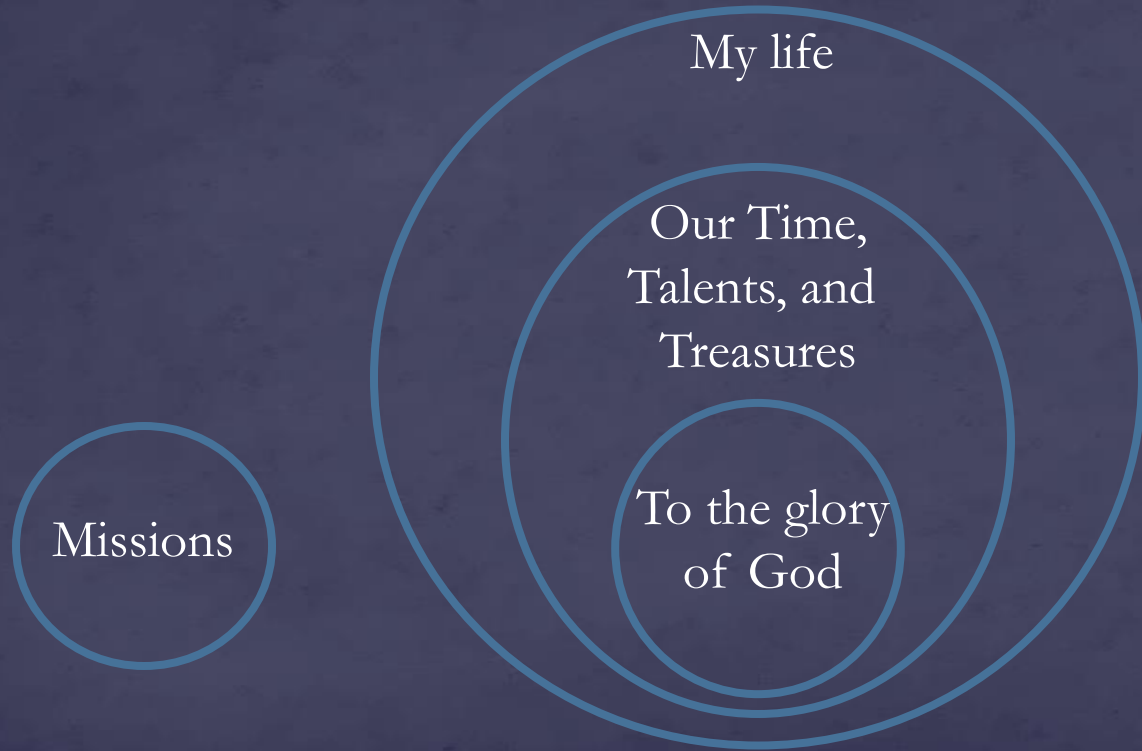 My life
Our Time,
Talents, and
Treasures
To the glory
of God
Missions